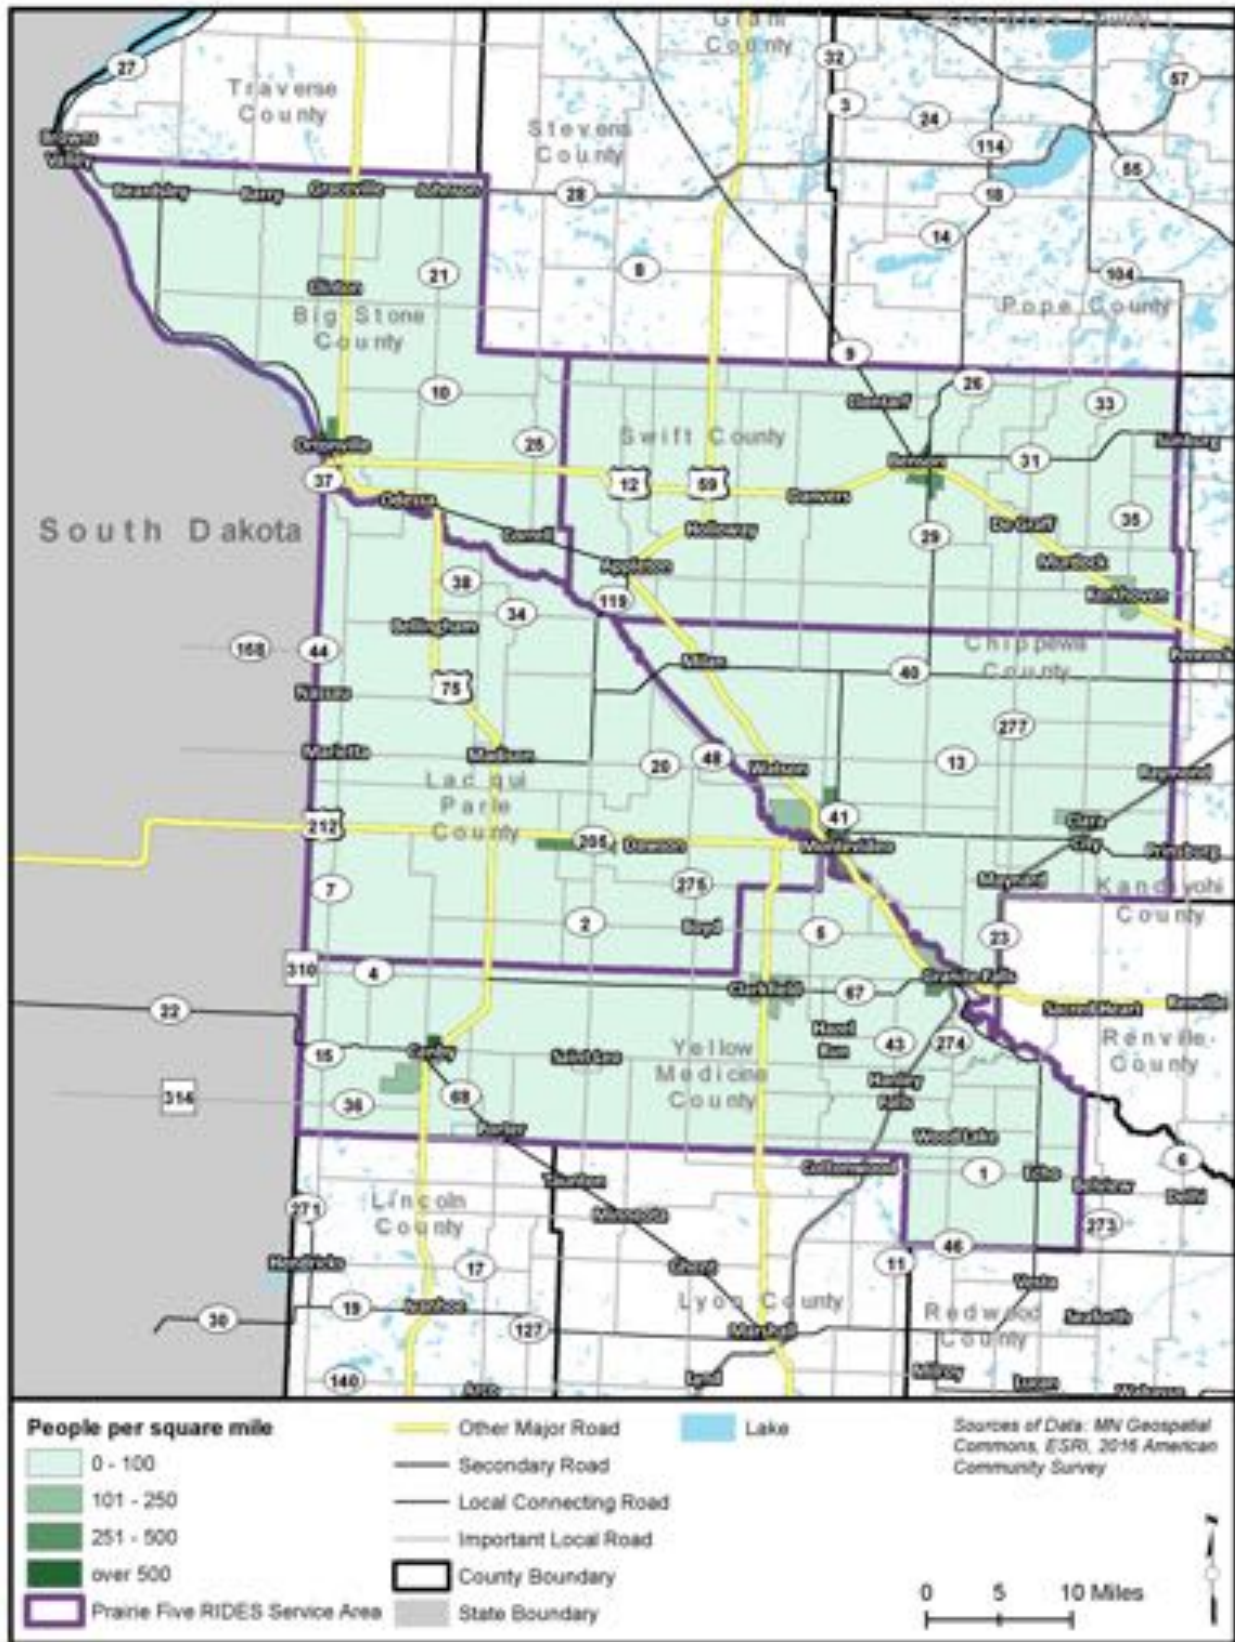 Grant
County
Douglas County
27
32
57
Traverse
County
3
24
Stevens
County
114
Browns
Valley
55
Beardsley
Barry
Graceville
Johnson
28
18
14
8
21
104
Clinton
Pope County
Big Stone
County
9
26
10
Clontarf
33
Ortonville
25
Swift County
Benson
31
Sunburg
37
12
59
Danvers
Odessa
South Dakota
Correll
Holloway
29
De Graff
35
Appleton
Murdock
38
119
Kerkhoven
34
Bellingham
168
44
Chippewa
County
Pennock
Milan
40
Nassau
75
277
Marietta
Madison
48
20
Watson
13
Raymond
Lac qui
Parle
County
212
41
Clara
City
205
Dawson
Montevideo
Prinsburg
7
275
Maynard
Kandiyohi
County
2
Boyd
5
23
310
4
Granite Falls
Clarkfield
67
Sacred Heart
Renville
22
Hazel
Run
43
274
Renville
County
15
Canby
Saint Leo
Yellow
Medicine
County
Hanley
Falls
314
36
68
Porter
Wood Lake
Cottonwood
1
Echo
6
Taunton
Belview
Delhi
Lincoln
County
271
Minneota
273
46
Hendricks
17
Ghent
11
Vesta
30
19
Ivanhoe
Lyon County
Redwood
County
Seaforth
127
Marshall
140
Arco
Lynd
Milroy
Lucan
Wabasso
People per square mile
0 - 100
101 - 250
251 - 500
over 500
Prairie Five RIDES Service Area
Other Major Road
Secondary Road
Local Connecting Road
Important Local Road
County Boundary
State Boundary
Lake
Sources of Data: MN Geospatial
Commons, ESRI, 2016 American
Community Survey
N
0 5 10 Miles